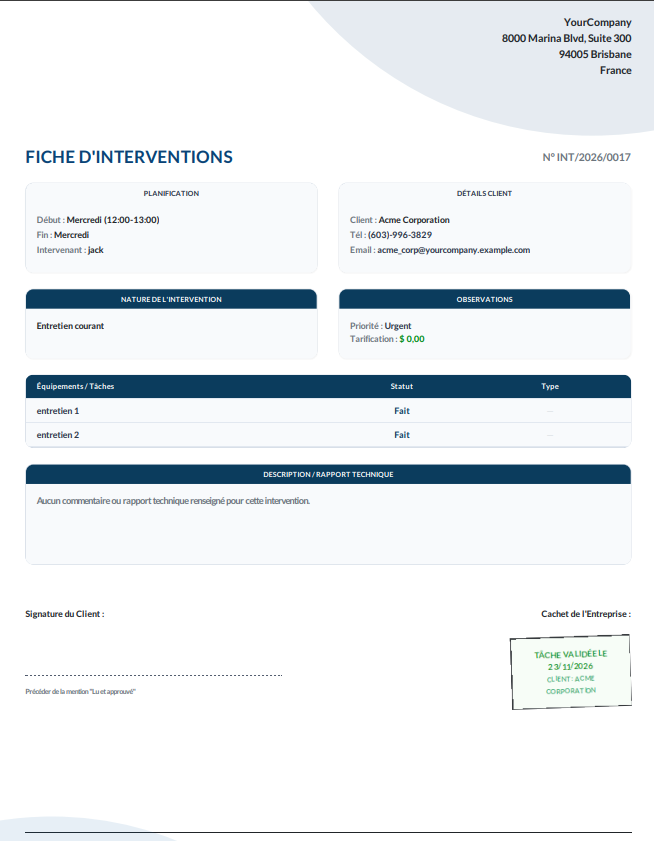 YourCompany
8000 Marina Blvd, Suite 300
94005 Brisbane
France
FICHE D'INTERVENTIONS
N° INT/2026/0017
PLANIFICATION
Début : Mercredi (12:00-13:00)
Fin : Mercredi
Intervenant : jack
DÉTAILS CLIENT
Client : Acme Corporation
Tél : (603)-996-3829
Email : acme_corp@yourcompany.example.com
NATURE DE L'INTERVENTION
Entretien courant
OBSERVATIONS
Priorité : Urgent
Tarification : $ 0,00
Équipements / Tâches Statut Type
entretien 1 Fait —
entretien 2 Fait —
DESCRIPTION / RAPPORT TECHNIQUE
Aucun commentaire ou rapport technique renseigné pour cette intervention.
Signature du Client :
Précéder de la mention "Lu et approuvé"
Cachet de l'Entreprise :
TÂCHE VALIDÉE LE
23/11/2026
CLIENT : ACME
CORPORATION